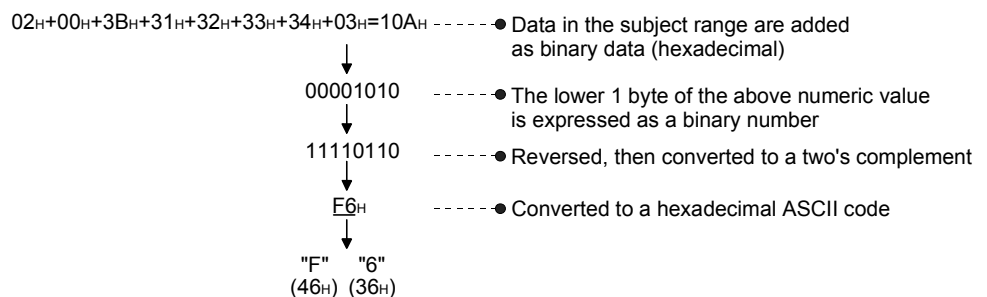 02H+00H+3BH+31H+32H+33H+34H+03H=10AH
Data in the subject range are added
as binary data (hexadecimal)
00001010
The lower 1 byte of the above numeric value
is expressed as a binary number
11110110
Reversed, then converted to a two's complement
F6H
Converted to a hexadecimal ASCII code
"F" "6"
(46H) (36H)